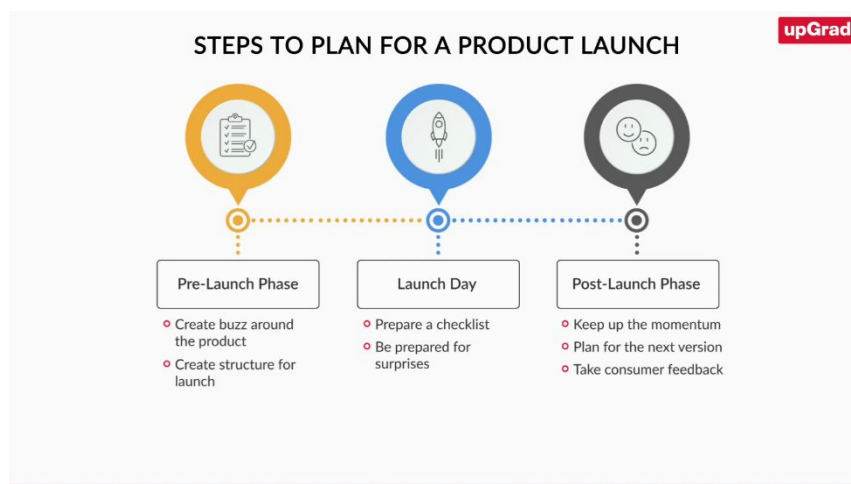 STEPS TO PLAN FOR A PRODUCT LAUNCH
upGrad
Pre-Launch Phase
Create buzz around
the product
Create structure for
launch
Launch Day
Prepare a checklist
Be prepared for
surprises
Post-Launch Phase
Keep up the momentum
Plan for the next version
Take consumer feedback